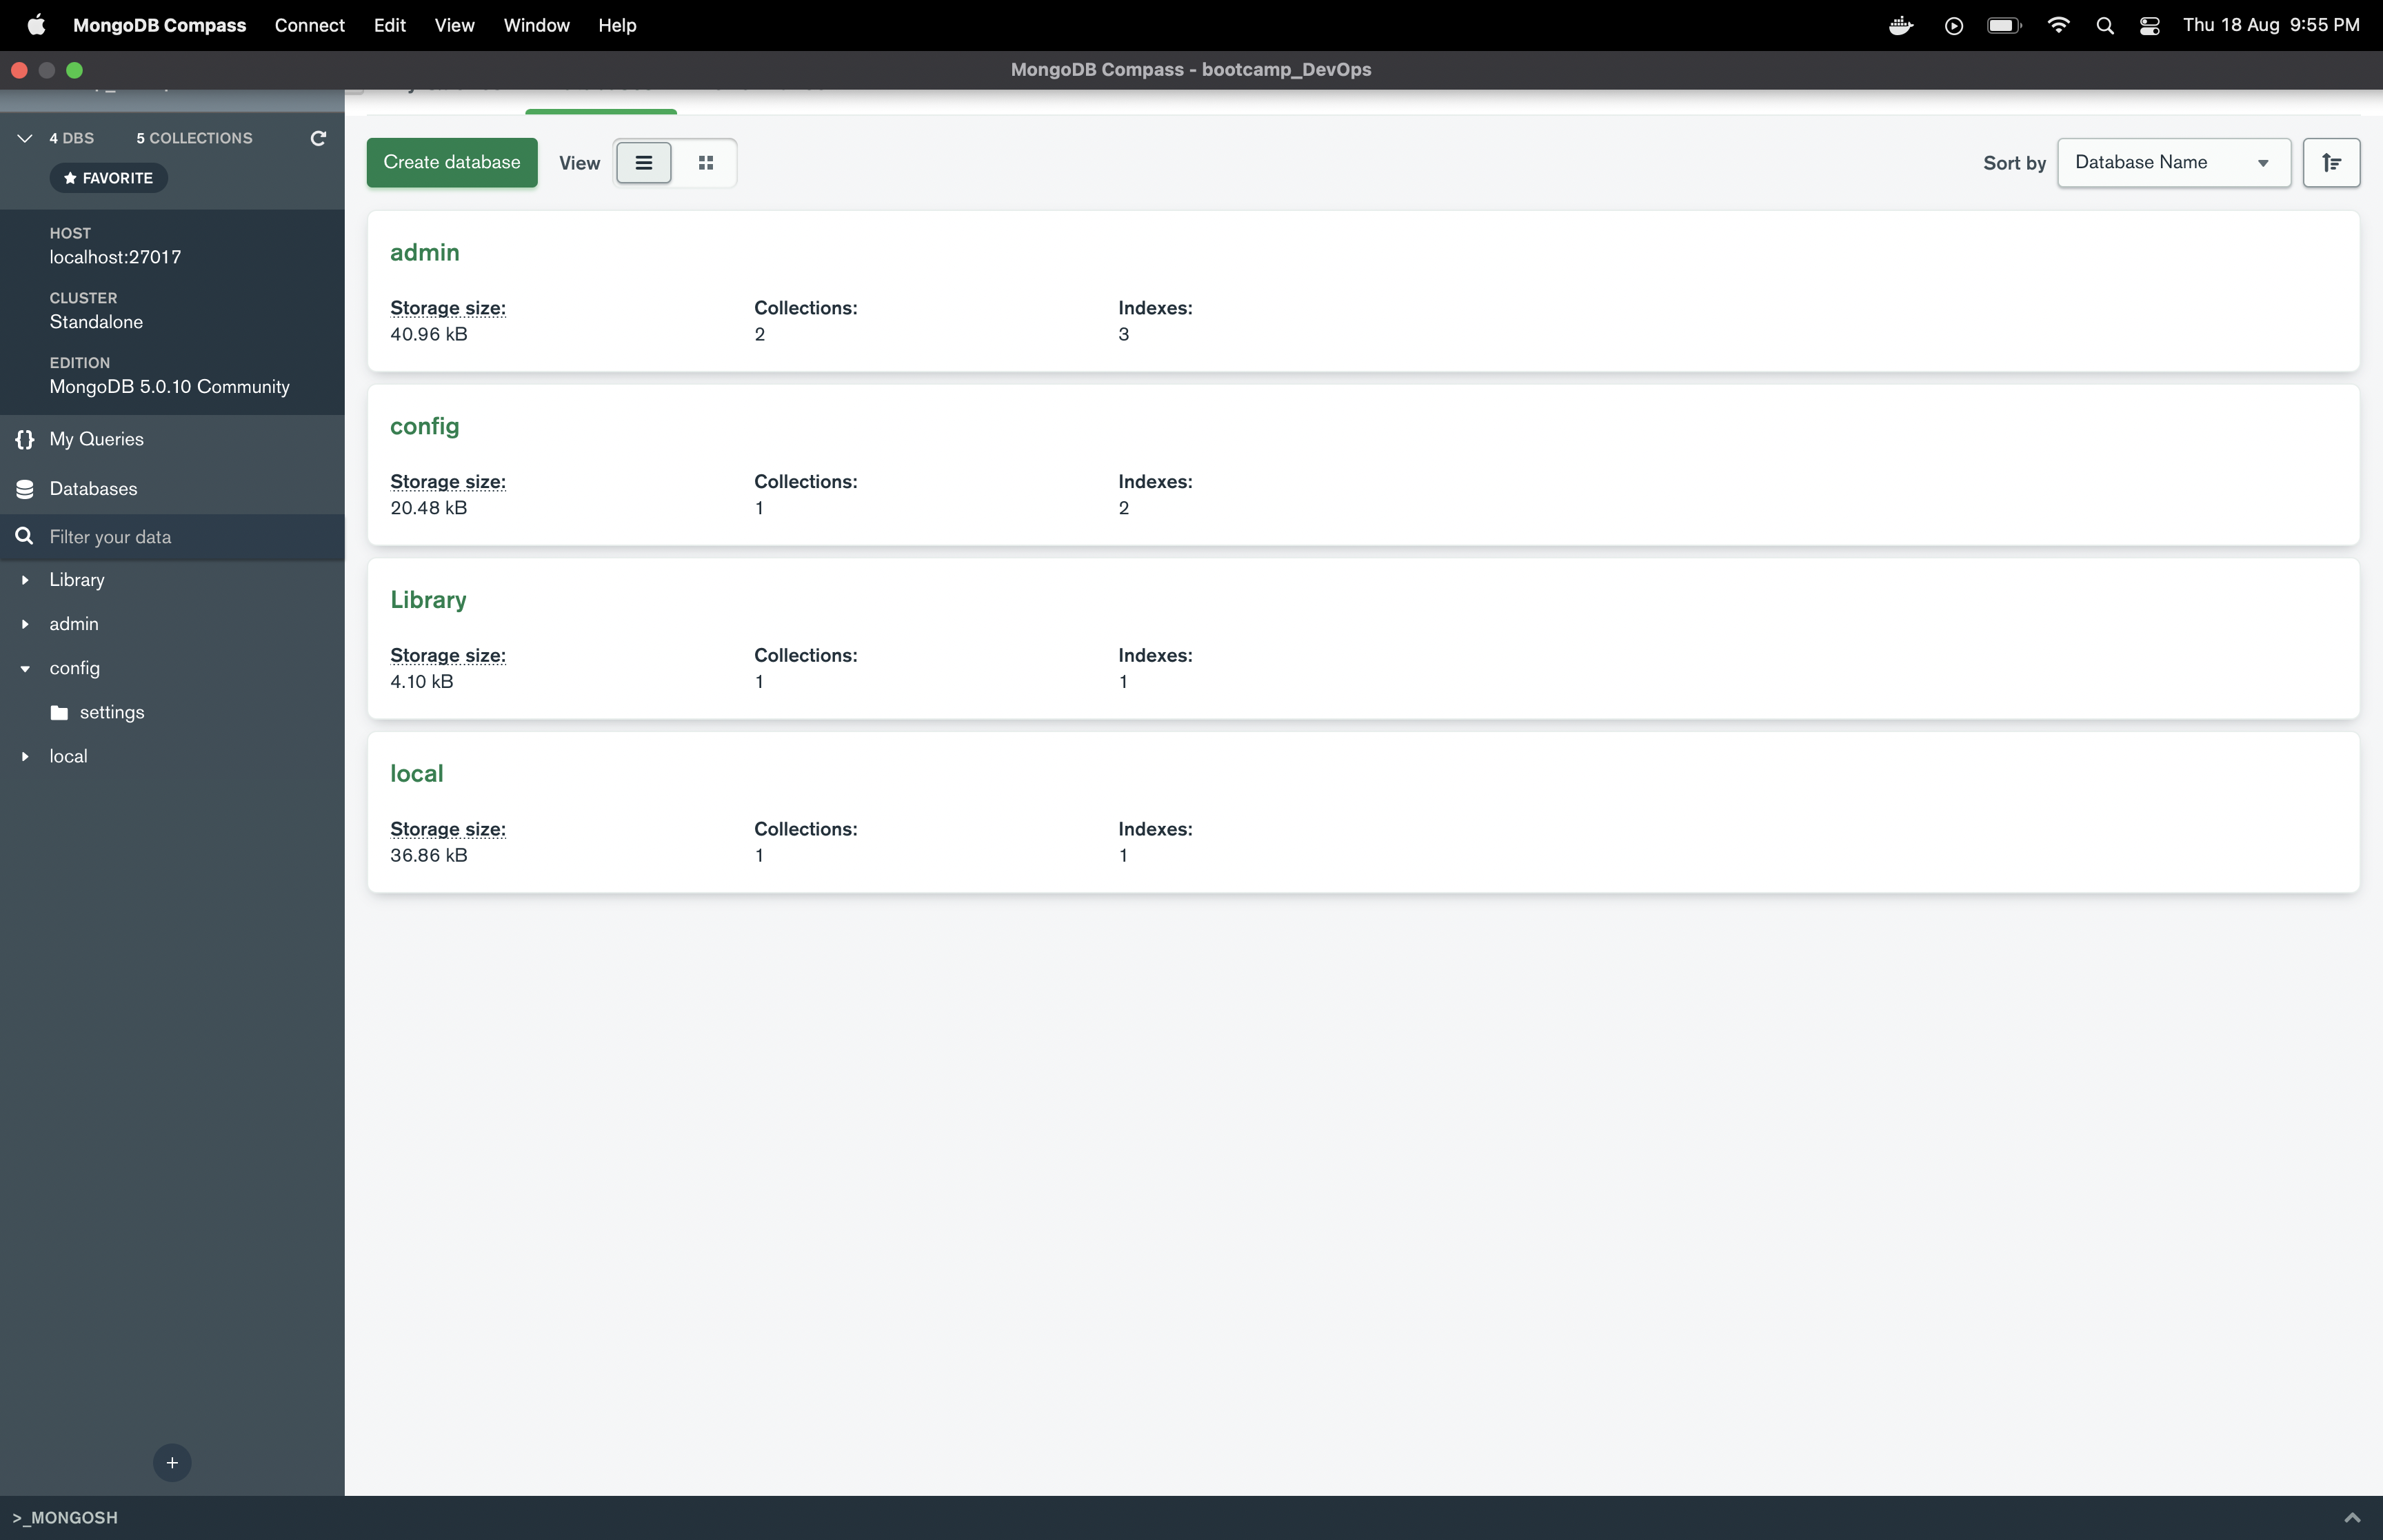 MongoDB Compass Connect Edit View Window Help Thu 18 Aug 9:55 PM
MongoDB Compass - bootcamp_DevOps
4 DBS 5 COLLECTIONS
FAVORITE
HOST
localhost:27017
CLUSTER
Standalone
EDITION
MongoDB 5.0.10 Community
{} My Queries
Databases
Filter your data
Library
admin
config
settings
local
Create database View Sort by Database Name
admin
Storage size: Collections: Indexes:
40.96 kB 2 3
config
Storage size: Collections: Indexes:
20.48 kB 1 2
Library
Storage size: Collections: Indexes:
4.10 kB 1 1
local
Storage size: Collections: Indexes:
36.86 kB 1 1
>_MONGOSH